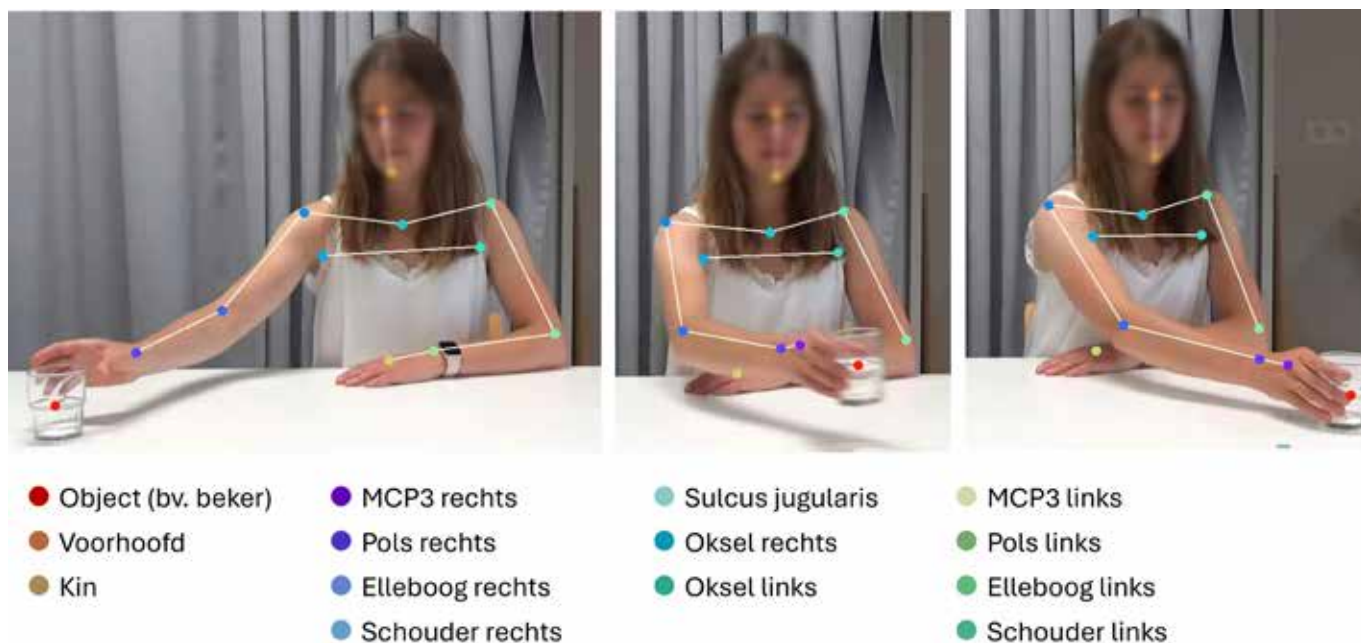 Object (bv. beker)
Voorhoofd
Kin
MCP3 rechts
Pols rechts
Elleboog rechts
Schouder rechts
Sulcus jugularis
Oksel rechts
Oksel links
MCP3 links
Pols links
Elleboog links
Schouder links